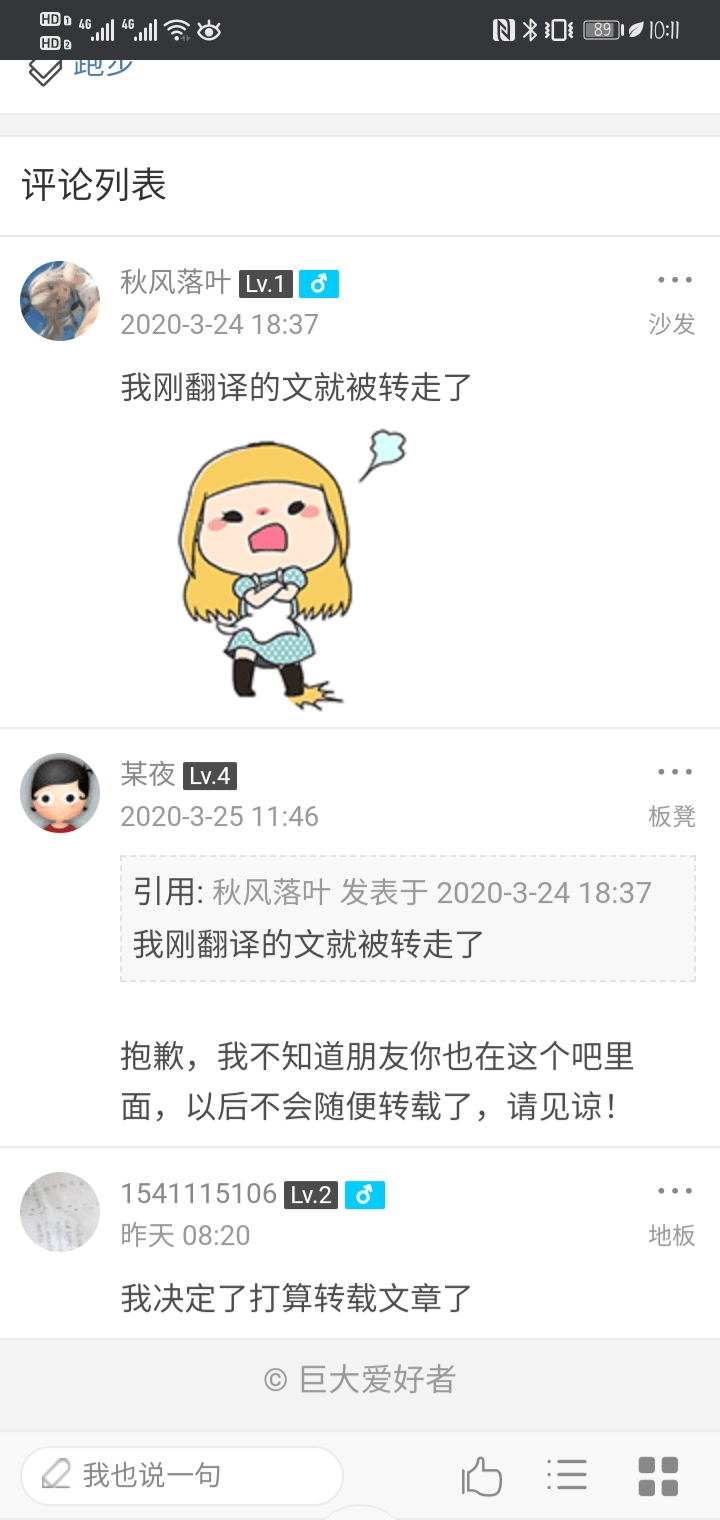 HD 1 4G 4G
HD 2
89 10:11
跑步
评论列表
秋风落叶 Lv.1
2020-3-24 18:37 沙发
我刚翻译的文就被转走了
某夜 Lv.4
2020-3-25 11:46 板凳
引用: 秋风落叶 发表于 2020-3-24 18:37
我刚翻译的文就被转走了
抱歉，我不知道朋友你也在这个吧里
面，以后不会随便转载了，请见谅！
1541115106 Lv.2
昨天 08:20 地板
我决定了打算转载文章了
© 巨大爱好者
我也说一句